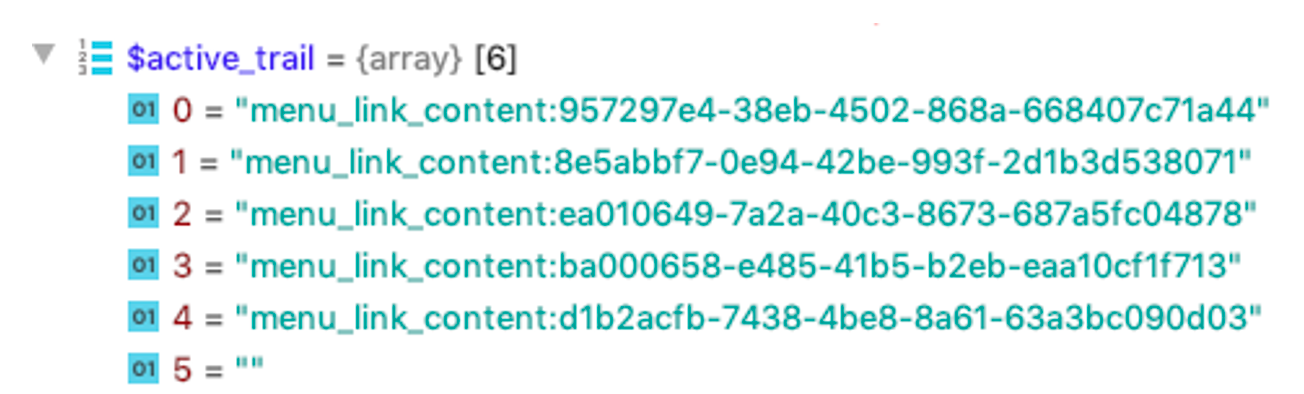 $active_trail = {array} [6]
01 0 = "menu_link_content:957297e4-38eb-4502-868a-668407c71a44"
01 1 = "menu_link_content:8e5abbf7-0e94-42be-993f-2d1b3d538071"
01 2 = "menu_link_content:ea010649-7a2a-40c3-8673-687a5fc04878"
01 3 = "menu_link_content:ba000658-e485-41b5-b2eb-eaa10cf1f713"
01 4 = "menu_link_content:d1b2acfb-7438-4be8-8a61-63a3bc090d03"
01 5 = ""